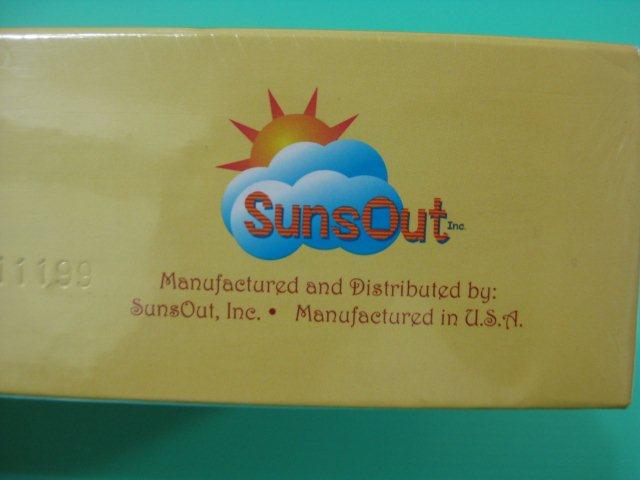 SunsOut Inc.
11199
Manufactured and Distributed by:
SunsOut, Inc. • Manufactured in U.S.A.